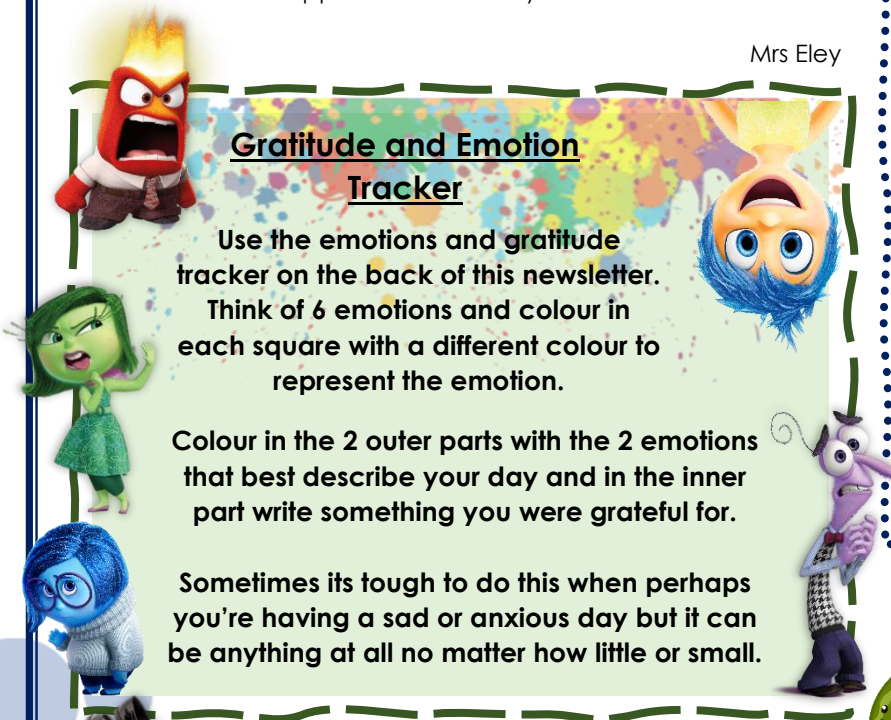 Mrs Eley
Gratitude and Emotion
Tracker
Use the emotions and gratitude
tracker on the back of this newsletter.
Think of 6 emotions and colour in
each square with a different colour to
represent the emotion.
Colour in the 2 outer parts with the 2 emotions
that best describe your day and in the inner
part write something you were grateful for.
Sometimes its tough to do this when perhaps
you’re having a sad or anxious day but it can
be anything at all no matter how little or small.